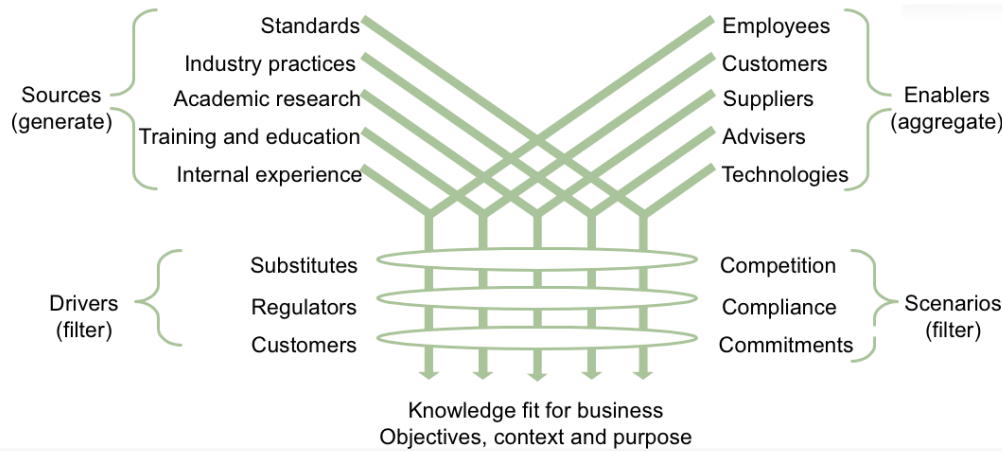 Standards
Industry practices
Academic research
Training and education
Internal experience
Sources
(generate)
Employees
Customers
Suppliers
Advisers
Technologies
Enablers
(aggregate)
Substitutes
Regulators
Customers
Drivers
(filter)
Competition
Compliance
Commitments
Scenarios
(filter)
Knowledge fit for business
Objectives, context and purpose